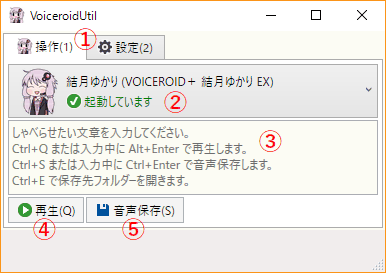 VoiceroidUtil
操作(1) ① 設定(2)
結月ゆかり (VOICEROID＋ 結月ゆかり EX)
起動しています ②
しゃべらせたい文章を入力してください。 ③
Ctrl+Q または入力中に Alt+Enter で再生します。
Ctrl+S または入力中に Ctrl+Enter で音声保存します。
Ctrl+E で保存先フォルダーを開きます。
再生(Q) 音声保存(S)
④ ⑤